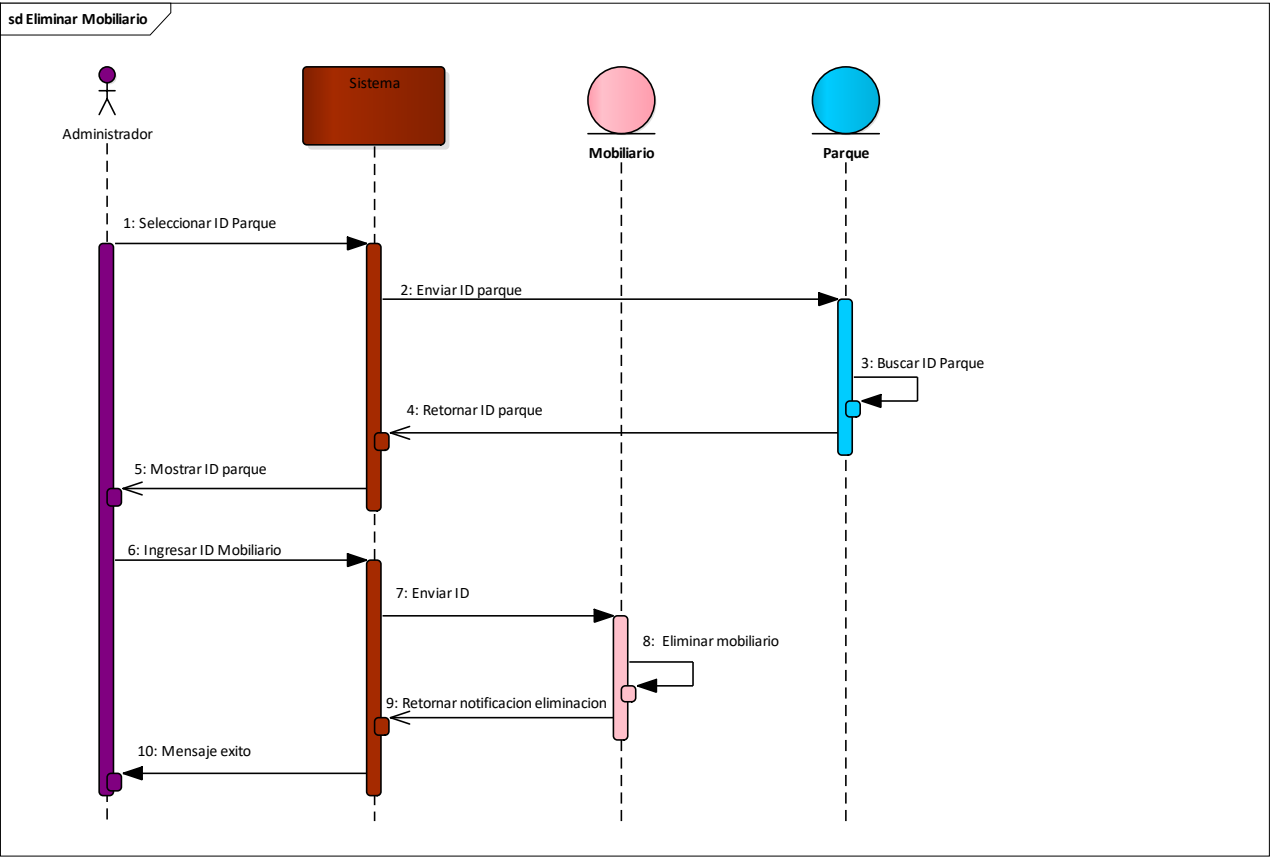 sd Eliminar Mobiliario
Administrador
Sistema
Mobiliario
Parque
1: Seleccionar ID Parque
2: Enviar ID parque
3: Buscar ID Parque
4: Retornar ID parque
5: Mostrar ID parque
6: Ingresar ID Mobiliario
7: Enviar ID
8: Eliminar mobiliario
9: Retornar notificacion eliminacion
10: Mensaje exito